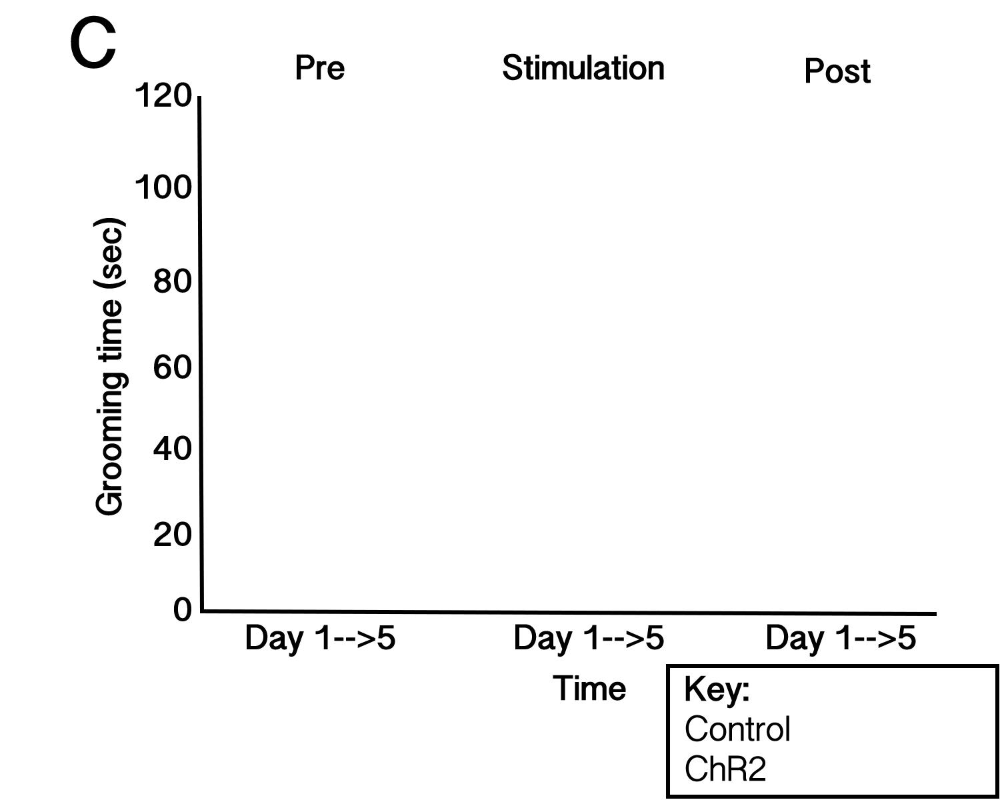 C
Pre Stimulation Post
120
100
80
60
40
20
0
Grooming time (sec)
Day 1-->5 Day 1-->5 Day 1-->5
Time
Key:
Control
ChR2